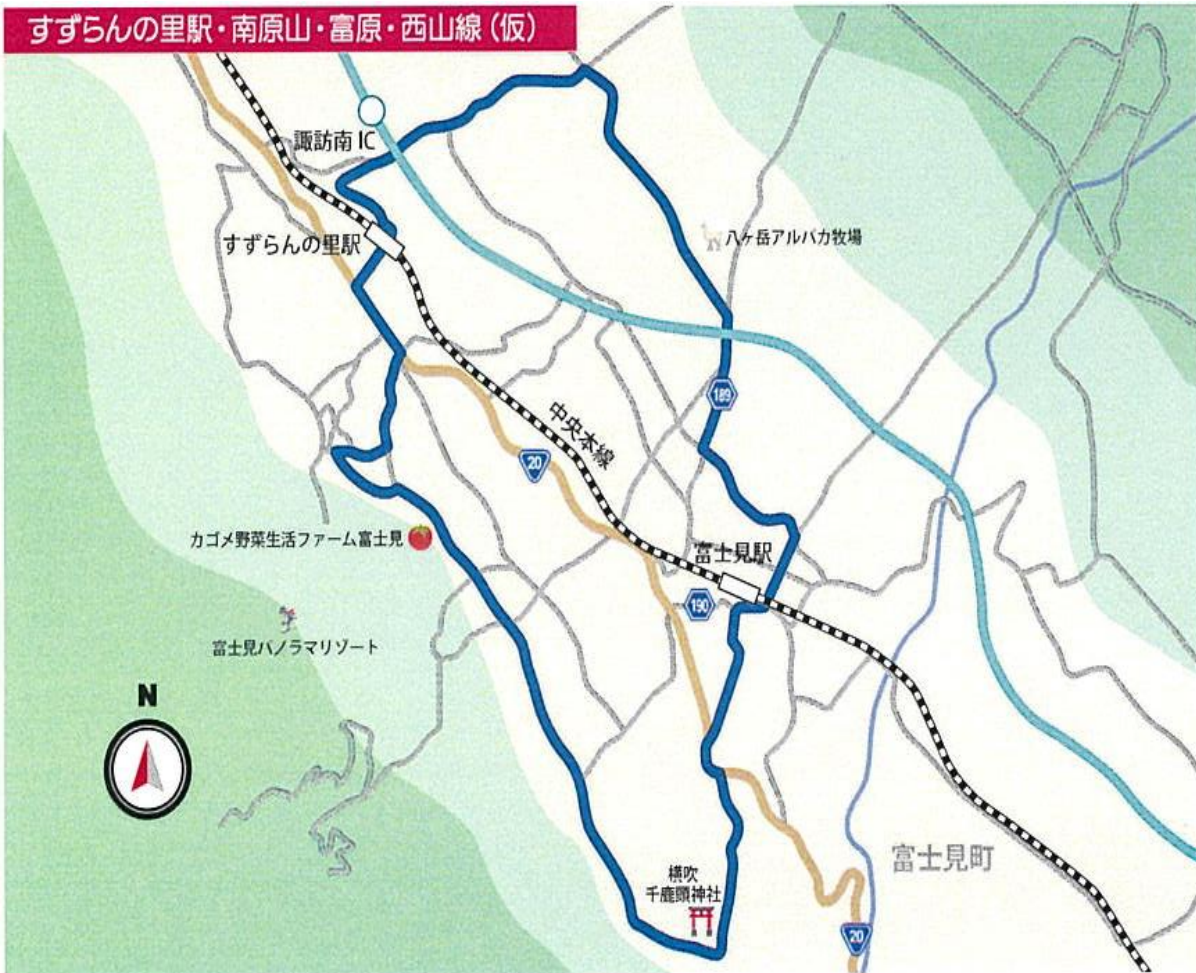 すずらんの里駅・南原山・富原・西山線(仮)
諏訪南 IC
すずらんの里駅
八ヶ岳アルパカ牧場
189
中央本線
20
カゴメ野菜生活ファーム富士見
富士見駅
190
富士見パノラマリゾート
N
富士見町
横吹
千鹿頭神社
20